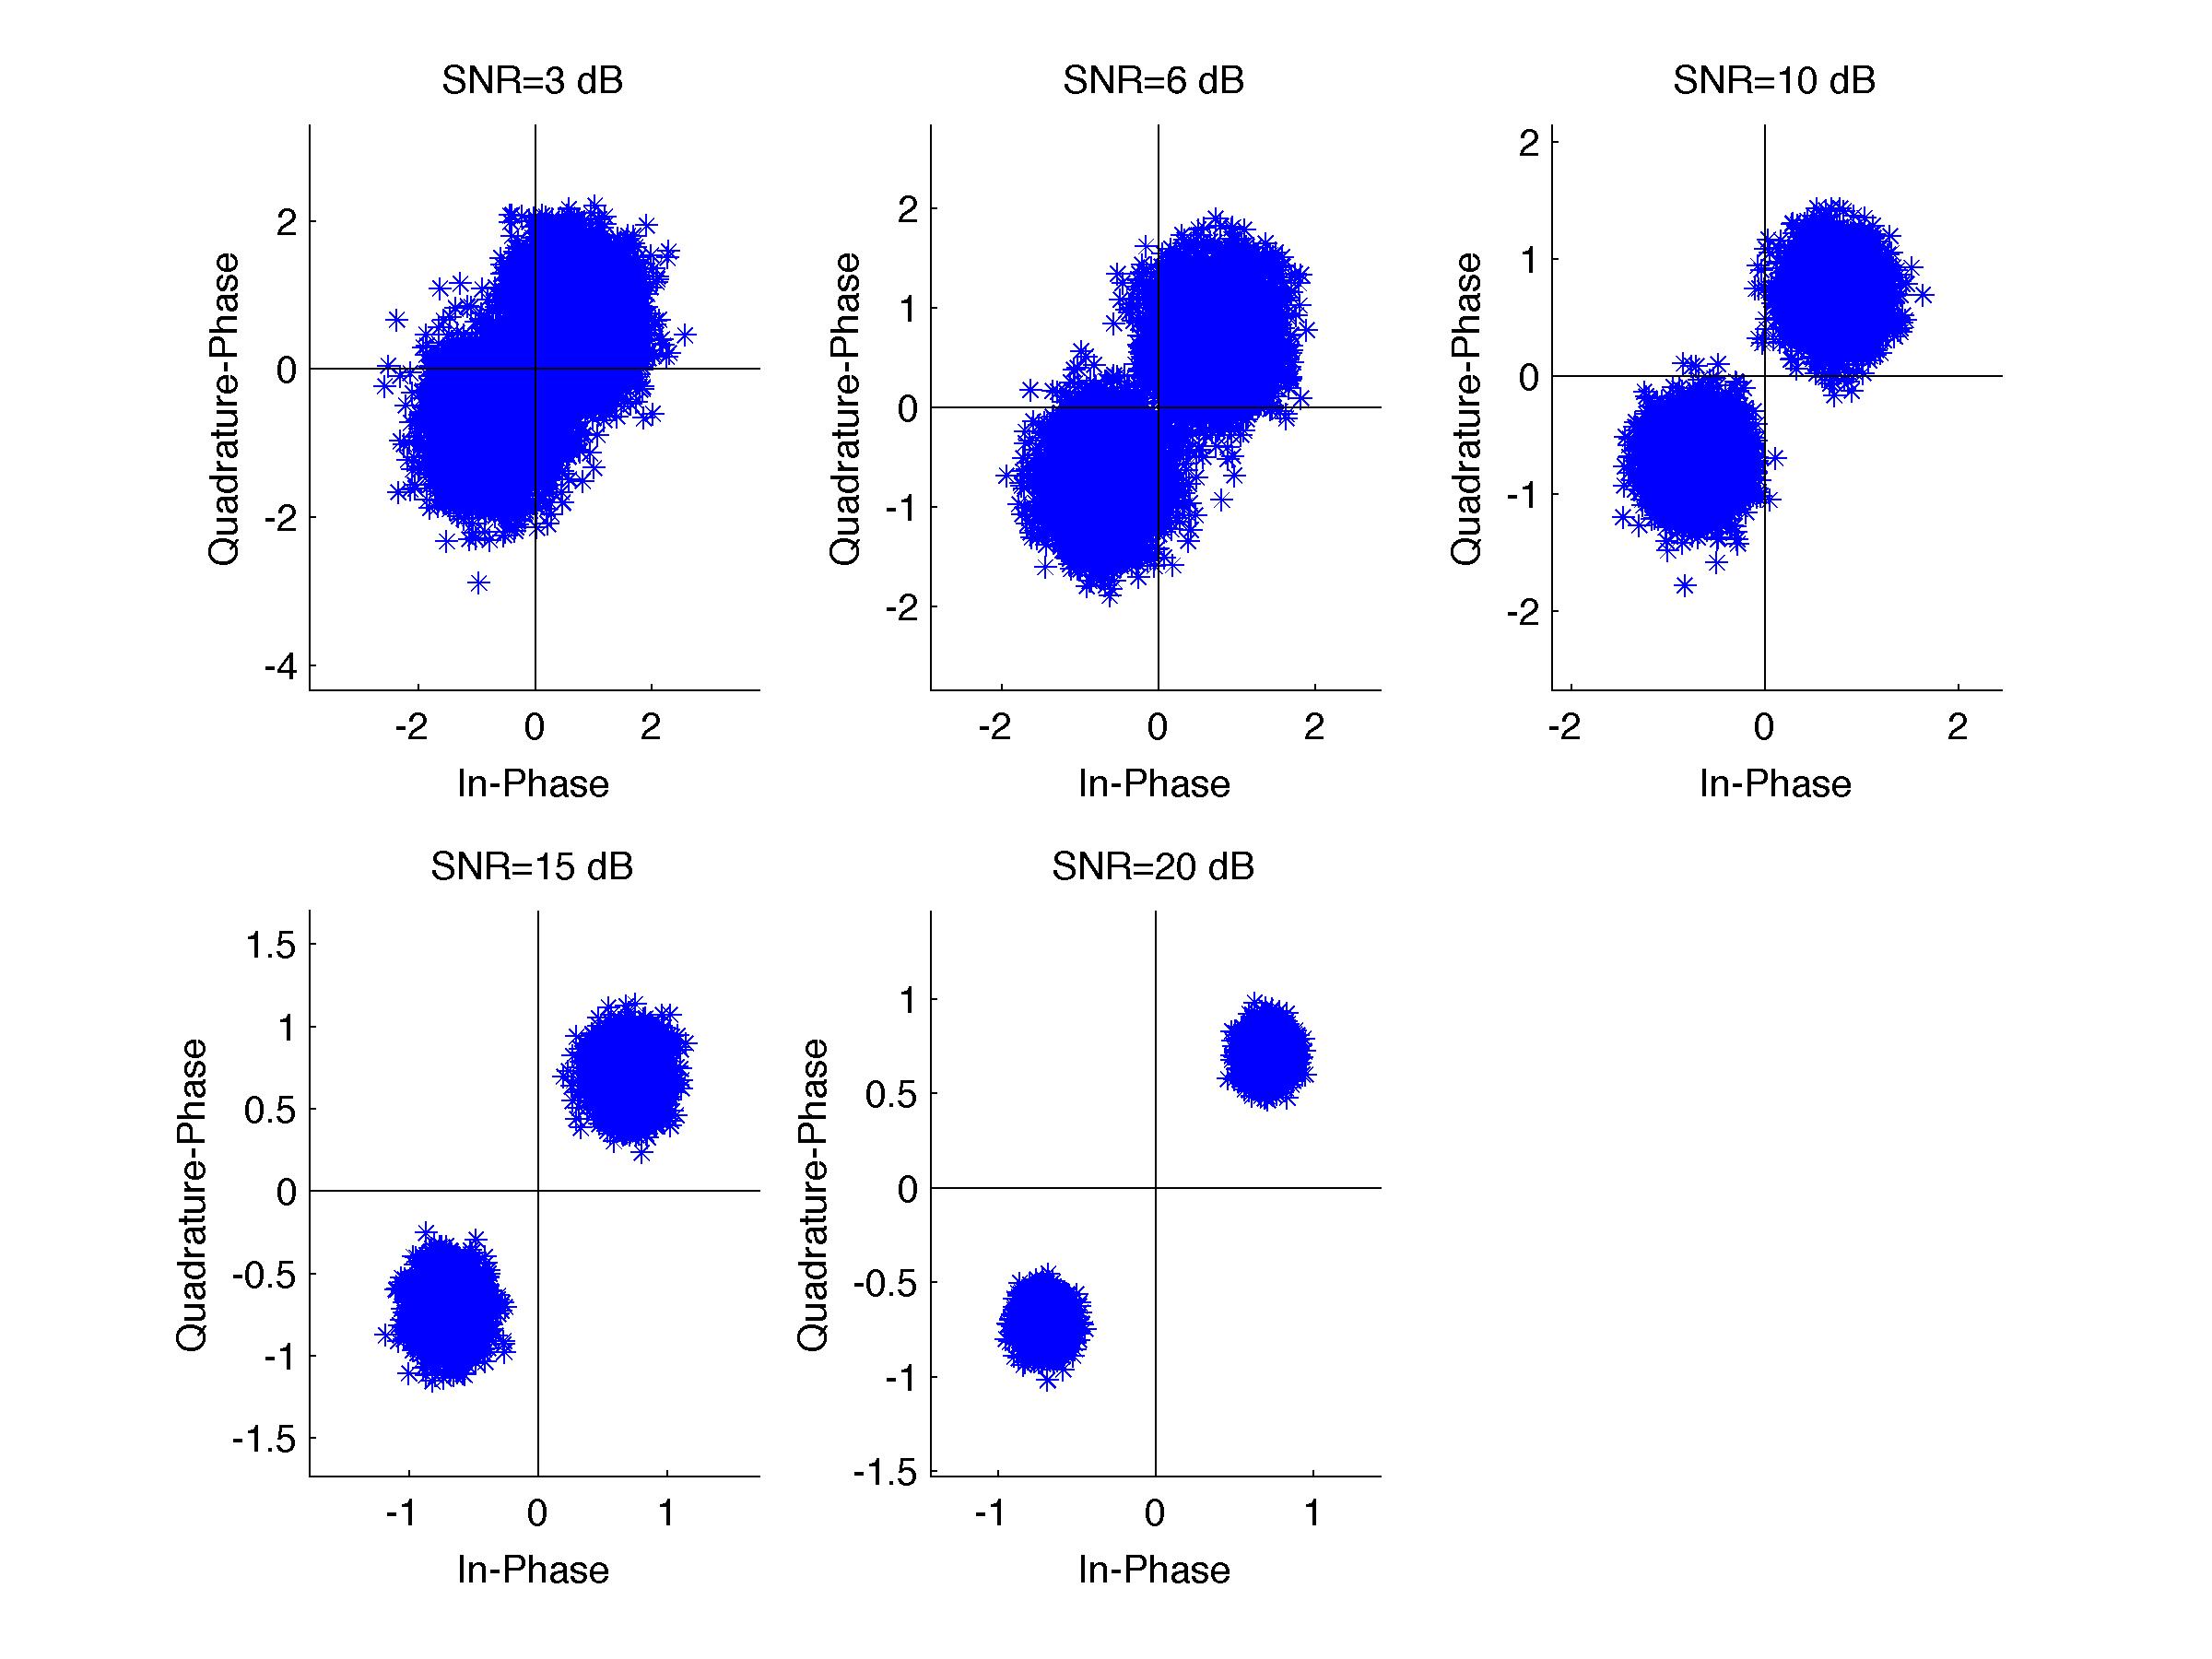 SNR=3 dB
Quadrature-Phase
2
0
-2
-4
-2 0 2
In-Phase
SNR=6 dB
Quadrature-Phase
2
1
0
-1
-2
-2 0 2
In-Phase
SNR=10 dB
Quadrature-Phase
2
1
0
-1
-2
-2 0 2
In-Phase
SNR=15 dB
Quadrature-Phase
1.5
1
0.5
0
-0.5
-1
-1.5
-1 0 1
In-Phase
SNR=20 dB
Quadrature-Phase
1
0.5
0
-0.5
-1
-1.5
-1 0 1
In-Phase